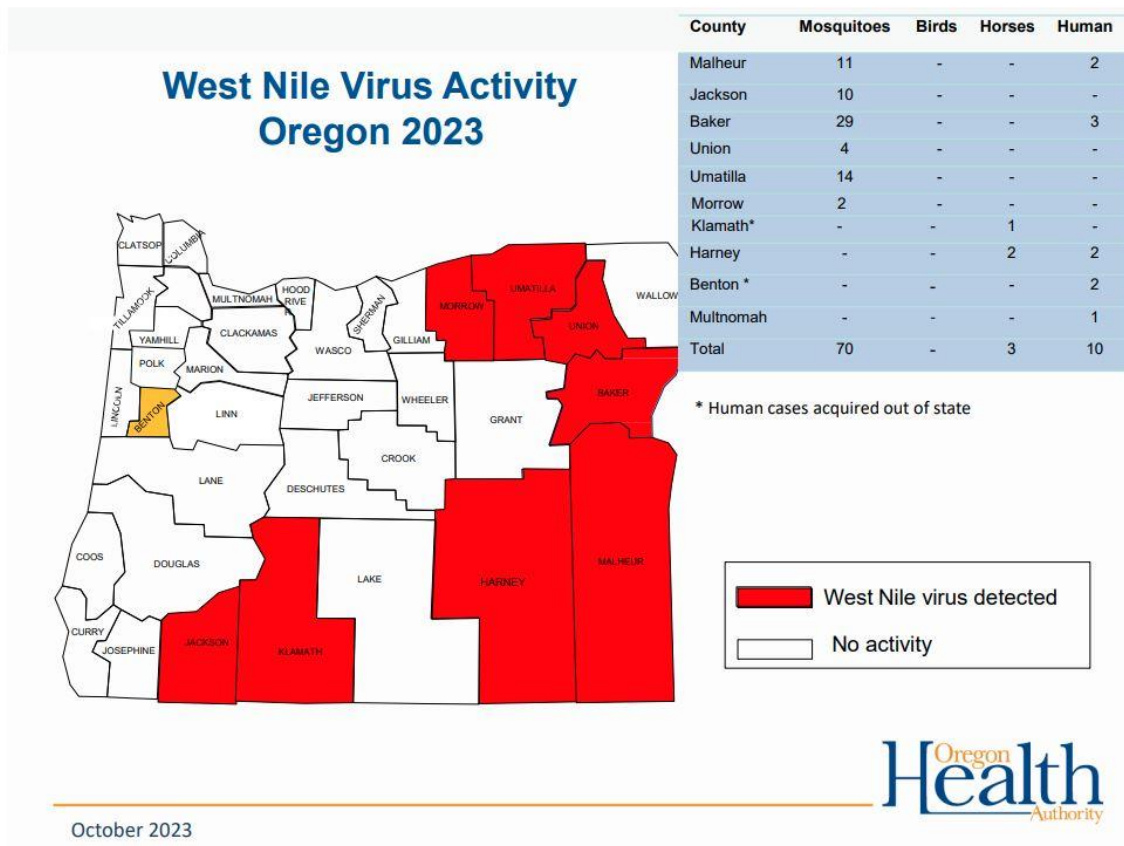 West Nile Virus Activity
Oregon 2023
County Mosquitoes Birds Horses Human
Malheur 11 - - 2
Jackson 10 - - -
Baker 29 - - 3
Union 4 - - -
Umatilla 14 - - -
Morrow 2 - - -
Klamath* - - 1 -
Harney - - 2 2
Benton * - - - 2
Multnomah - - - 1
Total 70 - 3 10
* Human cases acquired out of state
CLATSOP
COLUMBIA
TILLAMOOK
MULTNOMAH
HOOD
RIVE
R
SHERMAN
MORROW
UMATILLA
UNION
WALLOW
YAMHILL
CLACKAMAS
WASCO
GILLIAM
POLK
MARION
LINCOLN
BENTON
LINN
JEFFERSON
WHEELER
GRANT
BAKER
LANE
DESCHUTES
CROOK
COOS
DOUGLAS
LAKE
HARNEY
MALHEUR
CURRY
JOSEPHINE
JACKSON
KLAMATH
West Nile virus detected
No activity
Oregon
Health
Authority
October 2023